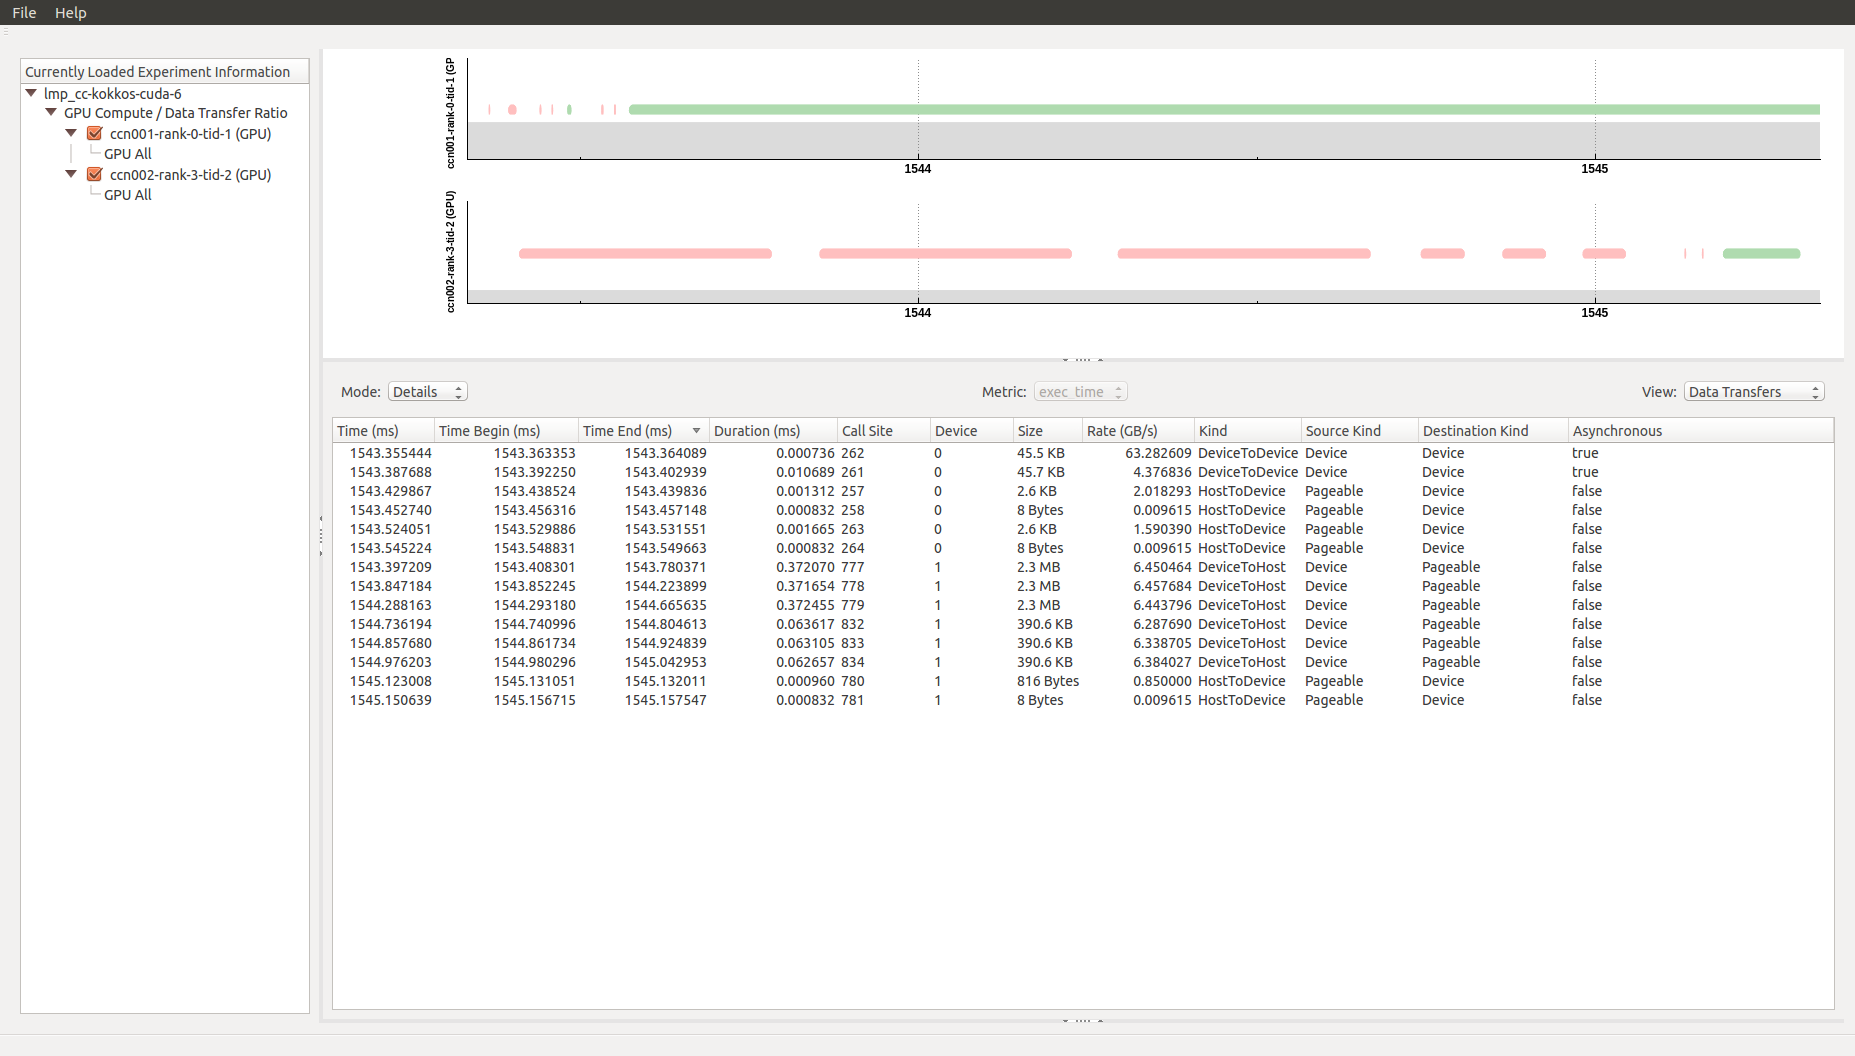 File Help
Currently Loaded Experiment Information
lmp_cc-kokkos-cuda-6
GPU Compute / Data Transfer Ratio
ccn001-rank-0-tid-1 (GPU)
GPU All
ccn002-rank-3-tid-2 (GPU)
GPU All
ccn001-rank-0-tid-1 (GP
1544 1545
ccn002-rank-3-tid-2 (GPU)
1544 1545
Mode: Details Metric: exec_time View: Data Transfers
Time (ms) Time Begin (ms) Time End (ms) Duration (ms) Call Site Device Size Rate (GB/s) Kind Source Kind Destination Kind Asynchronous
1543.355444 1543.363353 1543.364089 0.000736 262 0 45.5 KB 63.282609 DeviceToDevice Device Device true
1543.387688 1543.392250 1543.402939 0.010689 261 0 45.7 KB 4.376836 DeviceToDevice Device Device true
1543.429867 1543.438524 1543.439836 0.001312 257 0 2.6 KB 2.018293 HostToDevice Pageable Device false
1543.452740 1543.456316 1543.457148 0.000832 258 0 8 Bytes 0.009615 HostToDevice Pageable Device false
1543.524051 1543.529886 1543.531551 0.001665 263 0 2.6 KB 1.590390 HostToDevice Pageable Device false
1543.545224 1543.548831 1543.549663 0.000832 264 0 8 Bytes 0.009615 HostToDevice Pageable Device false
1543.397209 1543.408301 1543.780371 0.372070 777 1 2.3 MB 6.450464 DeviceToHost Device Pageable false
1543.847184 1543.852245 1544.223899 0.371654 778 1 2.3 MB 6.457684 DeviceToHost Device Pageable false
1544.288163 1544.293180 1544.665635 0.372455 779 1 2.3 MB 6.443796 DeviceToHost Device Pageable false
1544.736194 1544.740996 1544.804613 0.063617 832 1 390.6 KB 6.287690 DeviceToHost Device Pageable false
1544.857680 1544.861734 1544.924839 0.063105 833 1 390.6 KB 6.338705 DeviceToHost Device Pageable false
1544.976203 1544.980296 1545.042953 0.062657 834 1 390.6 KB 6.384027 DeviceToHost Device Pageable false
1545.123008 1545.131051 1545.132011 0.000960 780 1 816 Bytes 0.850000 HostToDevice Pageable Device false
1545.150639 1545.156715 1545.157547 0.000832 781 1 8 Bytes 0.009615 HostToDevice Pageable Device false